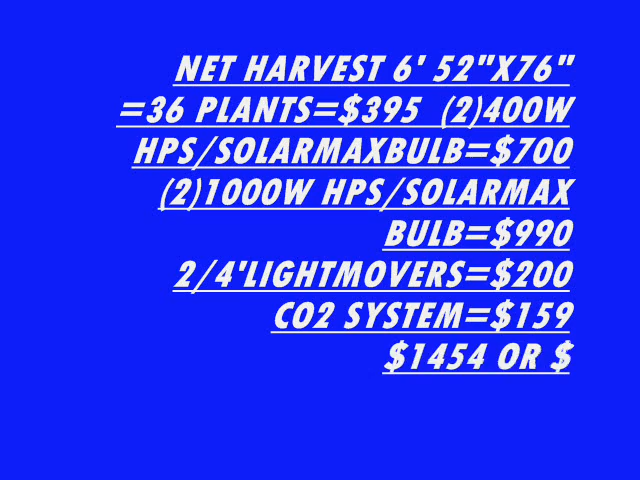 NET HARVEST 6' 52"X76"
=36 PLANTS=$395 (2)400W
HPS/SOLARMAXBULB=$700
(2)1000W HPS/SOLARMAX
BULB=$990
2/4'LIGHTMOVERS=$200
CO2 SYSTEM=$159
$1454 OR $